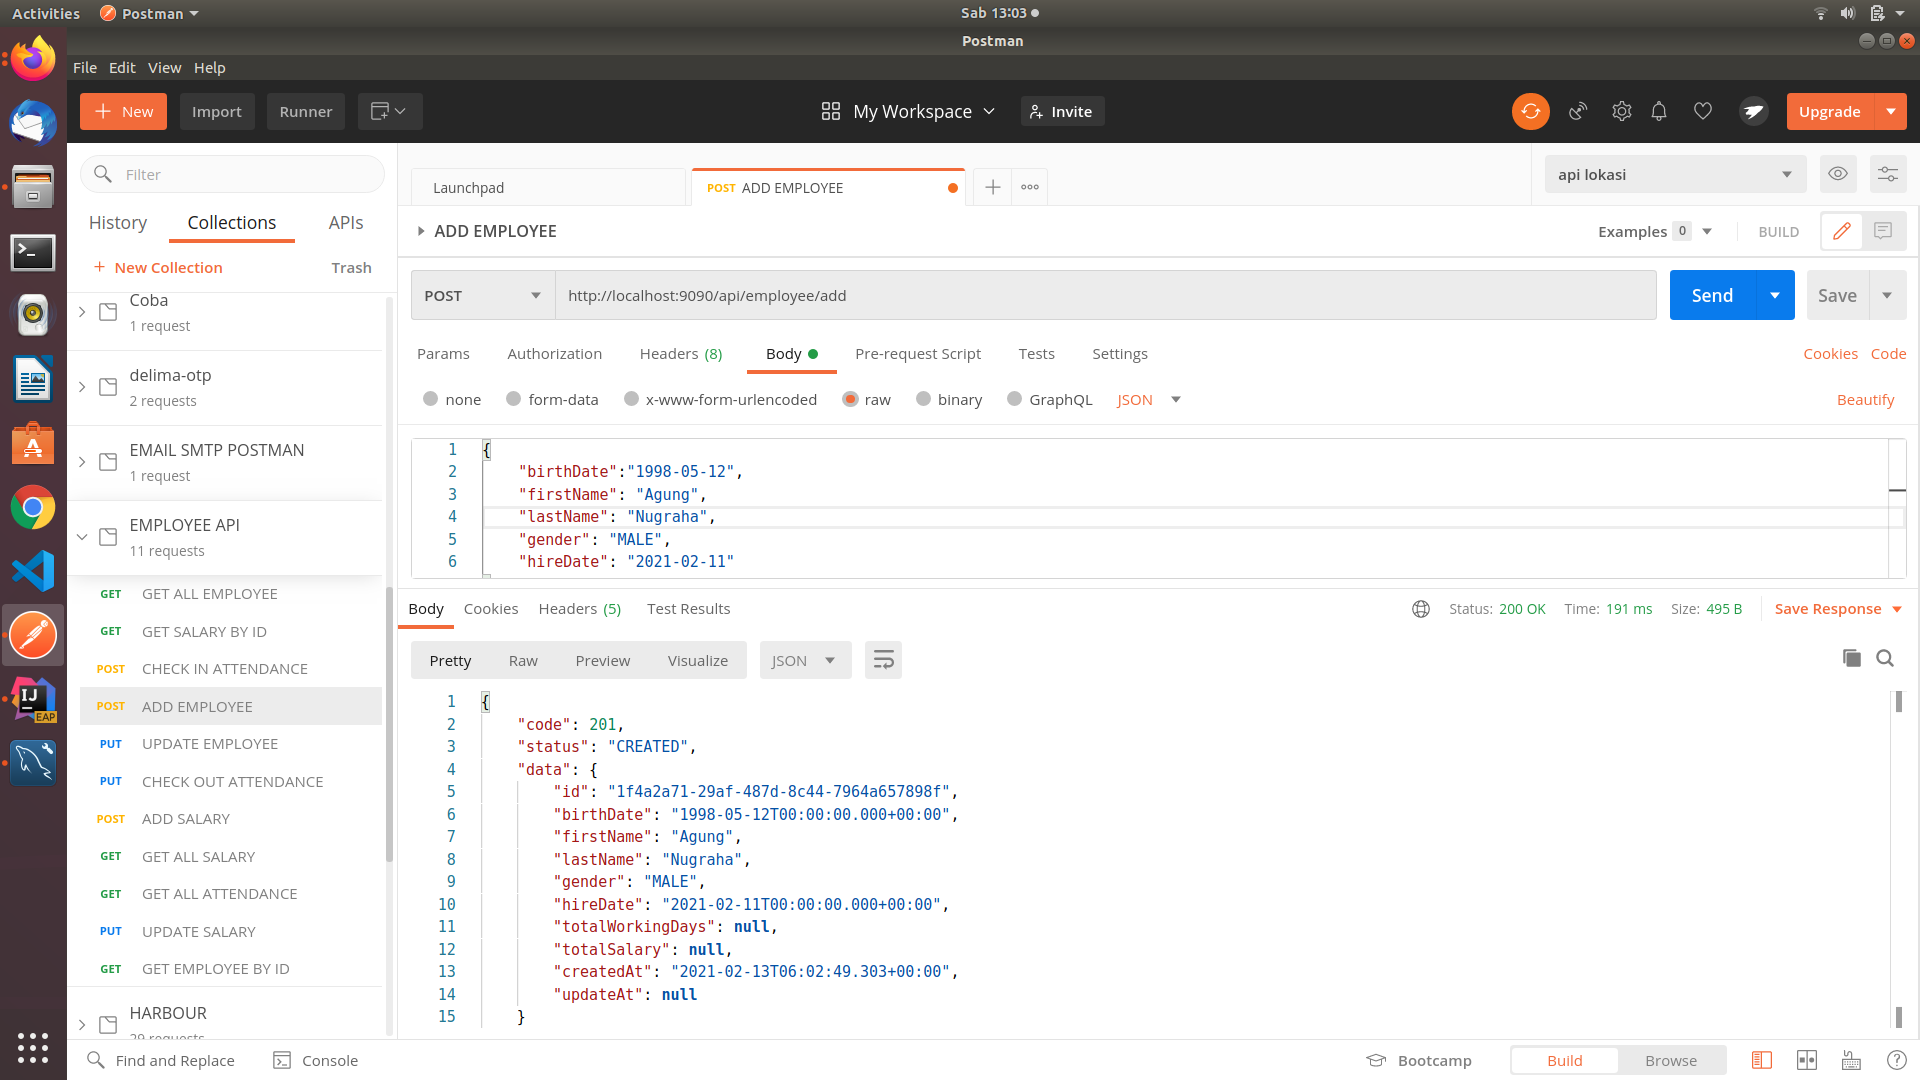 Activities
Postman
Sab 13:03
Postman
File Edit View Help
New
Import
Runner
My Workspace
Invite
Upgrade
Filter
Launchpad
POST ADD EMPLOYEE
api lokasi
History
Collections
APIs
ADD EMPLOYEE
Examples 0
BUILD
+ New Collection
Trash
Coba
1 request
delima-otp
2 requests
EMAIL SMTP POSTMAN
1 request
EMPLOYEE API
11 requests
GET GET ALL EMPLOYEE
GET GET SALARY BY ID
POST CHECK IN ATTENDANCE
POST ADD EMPLOYEE
PUT UPDATE EMPLOYEE
PUT CHECK OUT ATTENDANCE
POST ADD SALARY
GET GET ALL SALARY
GET GET ALL ATTENDANCE
PUT UPDATE SALARY
GET GET EMPLOYEE BY ID
HARBOUR
29 requests
POST
http://localhost:9090/api/employee/add
Send
Save
Params
Authorization
Headers (8)
Body
Pre-request Script
Tests
Settings
Cookies
Code
none
form-data
x-www-form-urlencoded
raw
binary
GraphQL
JSON
Beautify
1 {
2 "birthDate":"1998-05-12",
3 "firstName": "Agung",
4 "lastName": "Nugraha",
5 "gender": "MALE",
6 "hireDate": "2021-02-11"
Body
Cookies
Headers (5)
Test Results
Status: 200 OK
Time: 191 ms
Size: 495 B
Save Response
Pretty
Raw
Preview
Visualize
JSON
1 {
2 "code": 201,
3 "status": "CREATED",
4 "data": {
5 "id": "1f4a2a71-29af-487d-8c44-7964a657898f",
6 "birthDate": "1998-05-12T00:00:00.000+00:00",
7 "firstName": "Agung",
8 "lastName": "Nugraha",
9 "gender": "MALE",
10 "hireDate": "2021-02-11T00:00:00.000+00:00",
11 "totalWorkingDays": null,
12 "totalSalary": null,
13 "createdAt": "2021-02-13T06:02:49.303+00:00",
14 "updateAt": null
15 }
IJ
EAP
Find and Replace
Console
Bootcamp
Build
Browse